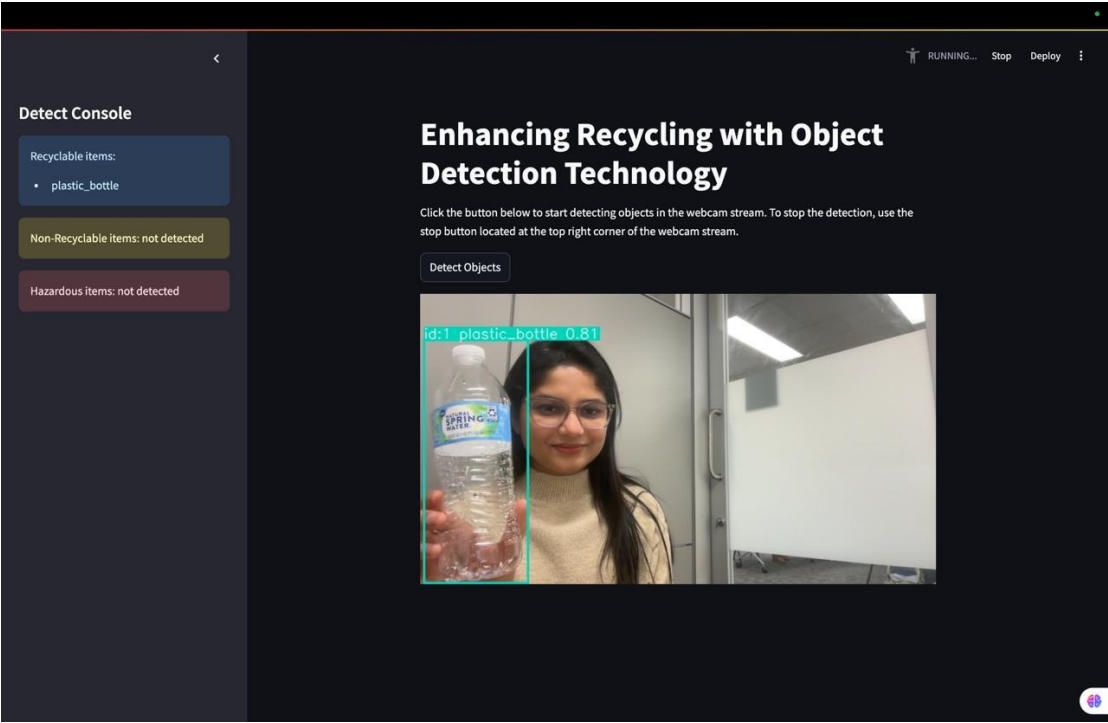 RUNNING... Stop Deploy
Detect Console
Recyclable items:
• plastic_bottle
Non-Recyclable items: not detected
Hazardous items: not detected
Enhancing Recycling with Object
Detection Technology
Click the button below to start detecting objects in the webcam stream. To stop the detection, use the
stop button located at the top right corner of the webcam stream.
Detect Objects
id:1 plastic_bottle 0.81
NATURAL
SPRING
WATER